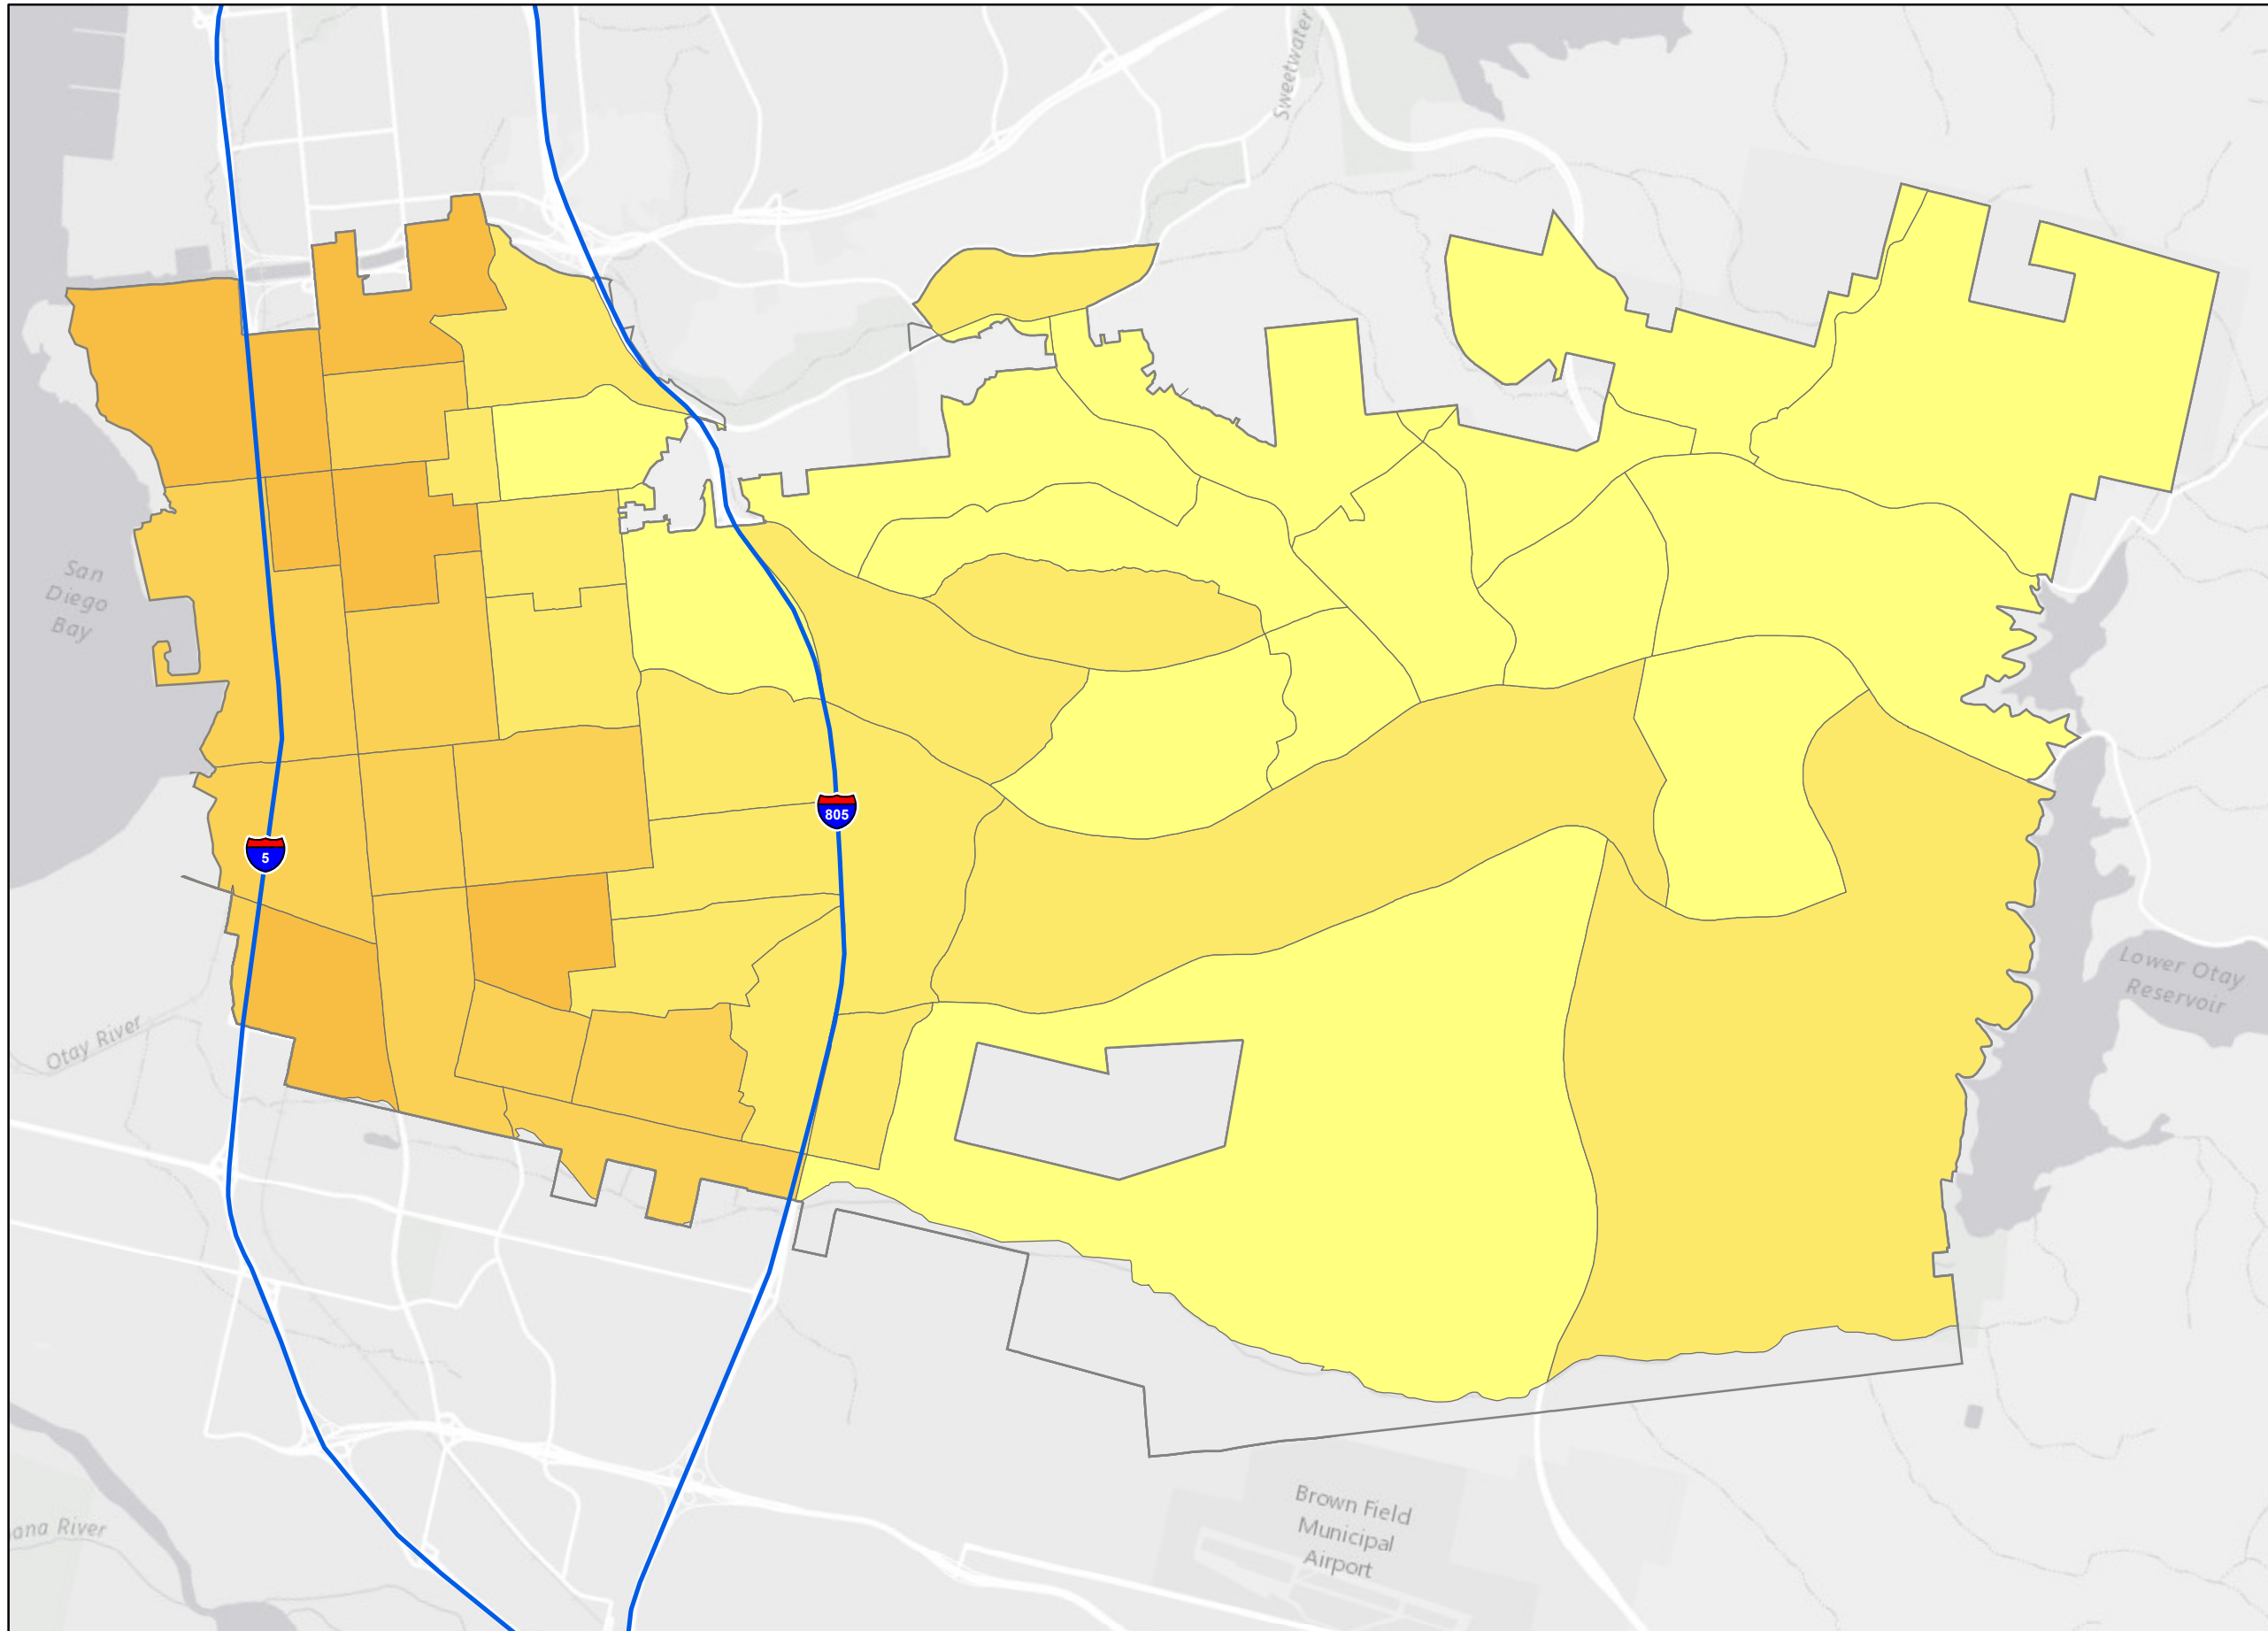 Sweetwater
San
Diego
Bay
805
5
Lower Otay
Reservoir
Otay River
Brown Field
Municipal
Airport
ana River